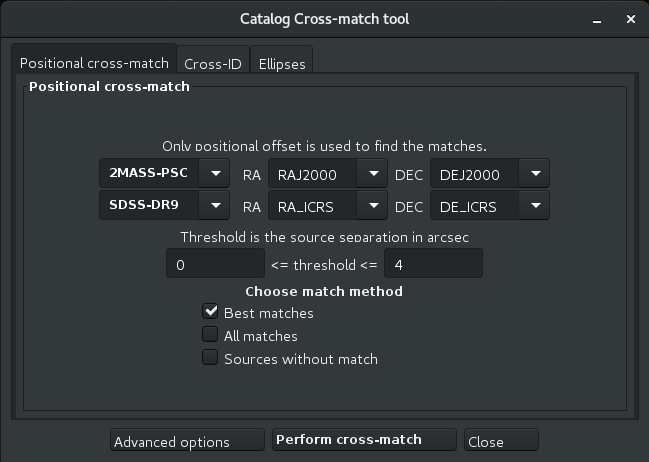 Catalog Cross-match tool
Positional cross-match Cross-ID Ellipses
Positional cross-match
Only positional offset is used to find the matches.
2MASS-PSC RA RAJ2000 DEC DEJ2000
SDSS-DR9 RA RA_ICRS DEC DE_ICRS
Threshold is the source separation in arcsec
0 <= threshold <= 4
Choose match method
Best matches
All matches
Sources without match
Advanced options Perform cross-match Close